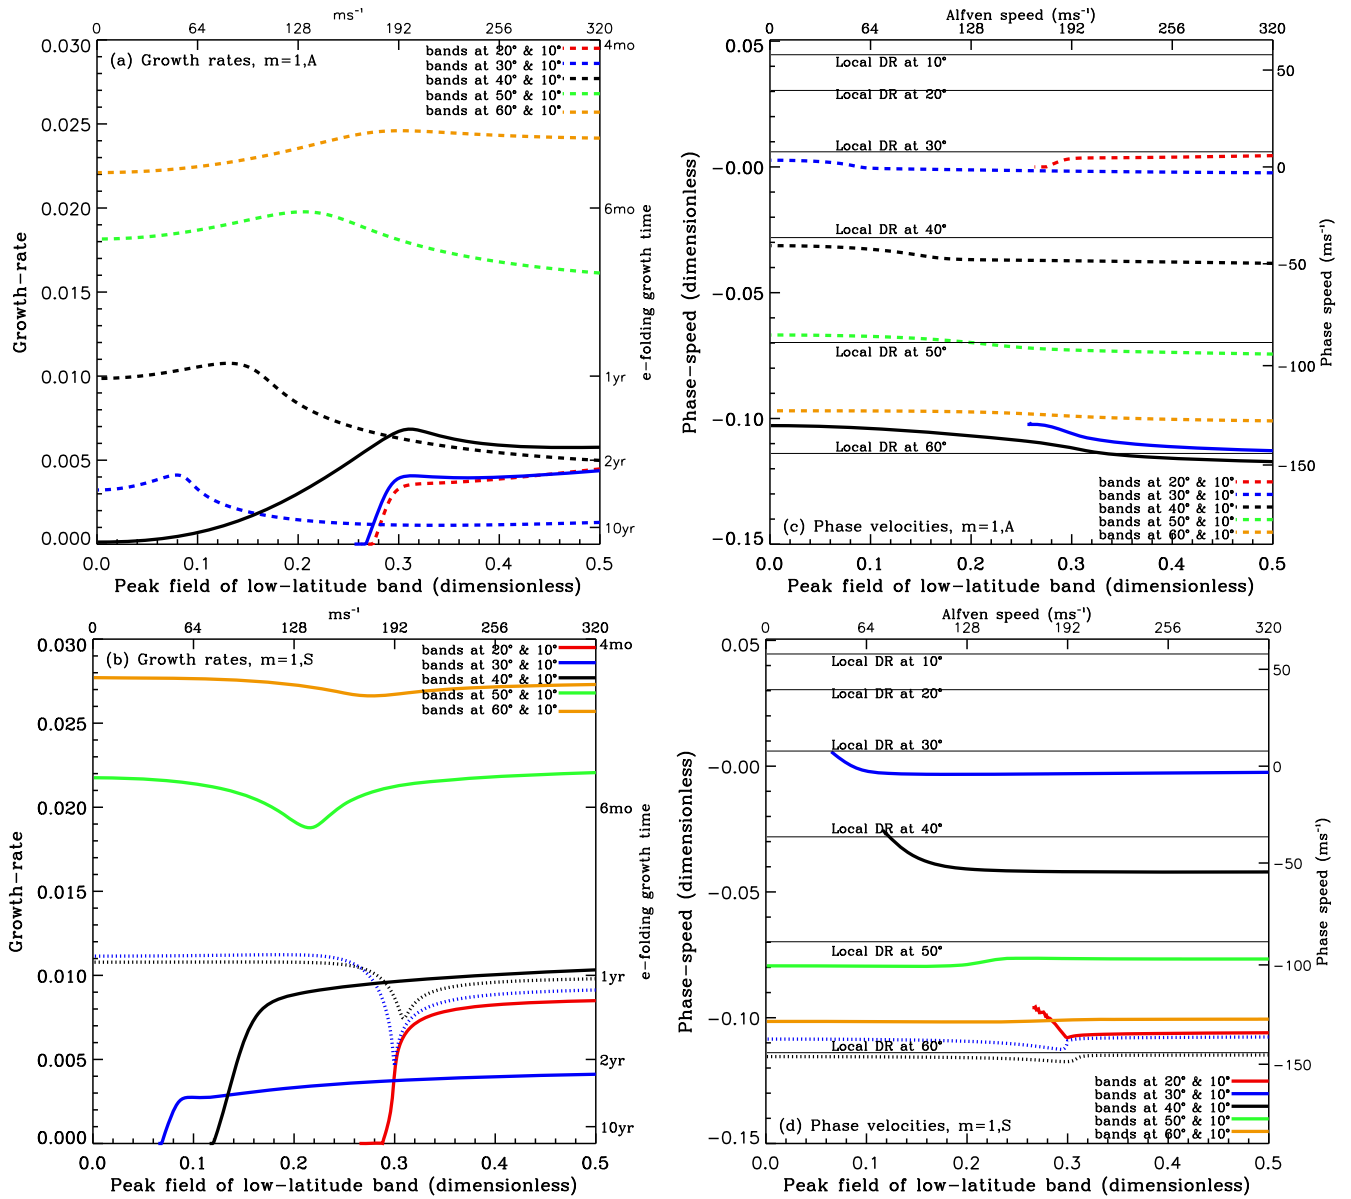 ms⁻¹
0 64 128 192 256 320
0.030
0.025
0.020
0.015
0.010
0.005
0.000
Growth-rate
(a) Growth rates, m=1,A
bands at 20° & 10°
bands at 30° & 10°
bands at 40° & 10°
bands at 50° & 10°
bands at 60° & 10°
4mo
6mo
1yr
2yr
10yr
e-folding growth time
0.0 0.1 0.2 0.3 0.4 0.5
Peak field of low-latitude band (dimensionless)
Alfven speed (ms⁻¹)
0 64 128 192 256 320
0.05
-0.00
-0.05
-0.10
-0.15
Phase-speed (dimensionless)
Local DR at 10°
Local DR at 20°
Local DR at 30°
Local DR at 40°
Local DR at 50°
Local DR at 60°
bands at 20° & 10°
bands at 30° & 10°
bands at 40° & 10°
bands at 50° & 10°
bands at 60° & 10°
(c) Phase velocities, m=1,A
50
0
-50
-100
-150
Phase speed (ms⁻¹)
0.0 0.1 0.2 0.3 0.4 0.5
Peak field of low-latitude band (dimensionless)
ms⁻¹
0 64 128 192 256 320
0.030
0.025
0.020
0.015
0.010
0.005
0.000
Growth-rate
(b) Growth rates, m=1,S
bands at 20° & 10°
bands at 30° & 10°
bands at 40° & 10°
bands at 50° & 10°
bands at 60° & 10°
4mo
6mo
1yr
2yr
10yr
e-folding growth time
0.0 0.1 0.2 0.3 0.4 0.5
Peak field of low-latitude band (dimensionless)
Alfven speed (ms⁻¹)
0 64 128 192 256 320
0.05
-0.00
-0.05
-0.10
-0.15
Phase-speed (dimensionless)
Local DR at 10°
Local DR at 20°
Local DR at 30°
Local DR at 40°
Local DR at 50°
Local DR at 60°
bands at 20° & 10°
bands at 30° & 10°
bands at 40° & 10°
bands at 50° & 10°
bands at 60° & 10°
(d) Phase velocities, m=1,S
50
0
-50
-100
-150
Phase speed (ms⁻¹)
0.0 0.1 0.2 0.3 0.4 0.5
Peak field of low-latitude band (dimensionless)